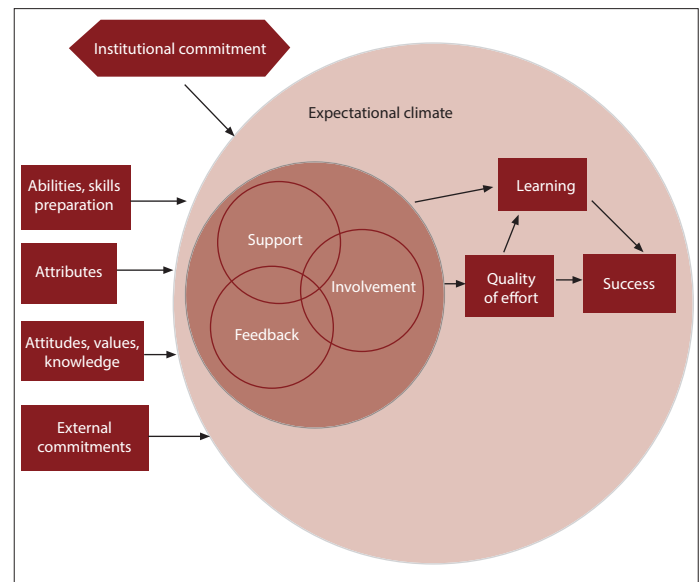 Institutional commitment
Expectational climate
Abilities, skills
preparation
Learning
Support
Attributes
Involvement
Quality
of effort
Success
Feedback
Attitudes, values,
knowledge
External
commitments